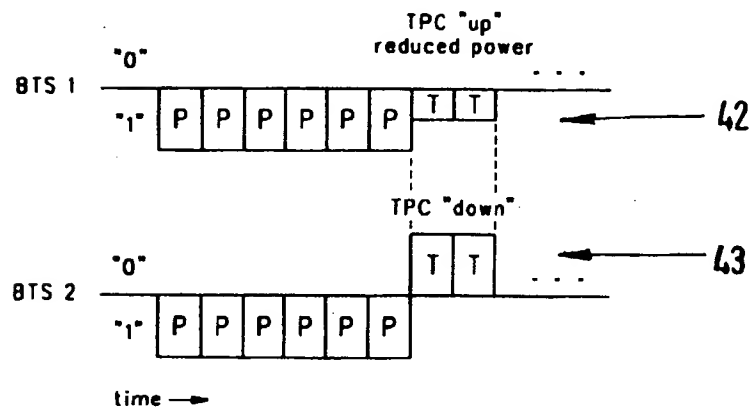 TPC "up"
reduced power
"0"
. . .
BTS 1
"1" P P P P P P T T
42
TPC "down"
"0" T T
43
. . .
BTS 2
"1" P P P P P P
time